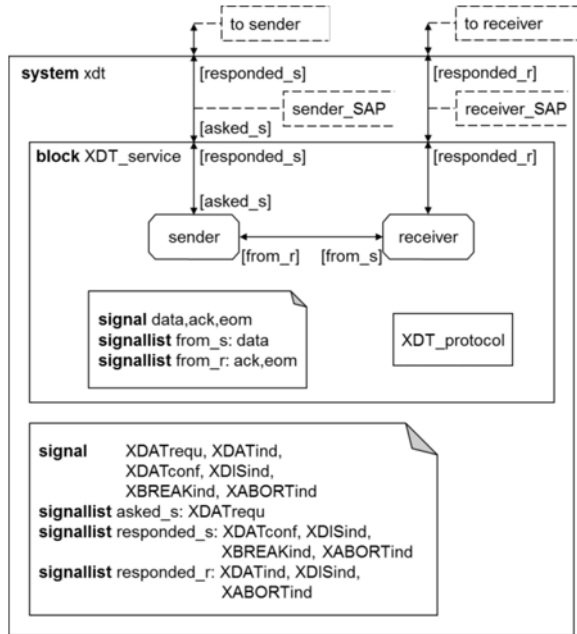 to sender
to receiver
system xdt
[responded_s]
[responded_r]
sender_SAP
receiver_SAP
[asked_s]
block XDT_service
[responded_s]
[responded_r]
[asked_s]
sender
receiver
[from_r]
[from_s]
signal data,ack,eom
signallist from_s: data
signallist from_r: ack,eom
XDT_protocol
signal XDATrequ, XDATind,
XDATconf, XDISind,
XBREAKind, XABORTind
signallist asked_s: XDATrequ
signallist responded_s: XDATconf, XDISind,
XBREAKind, XABORTind
signallist responded_r: XDATind, XDISind,
XABORTind